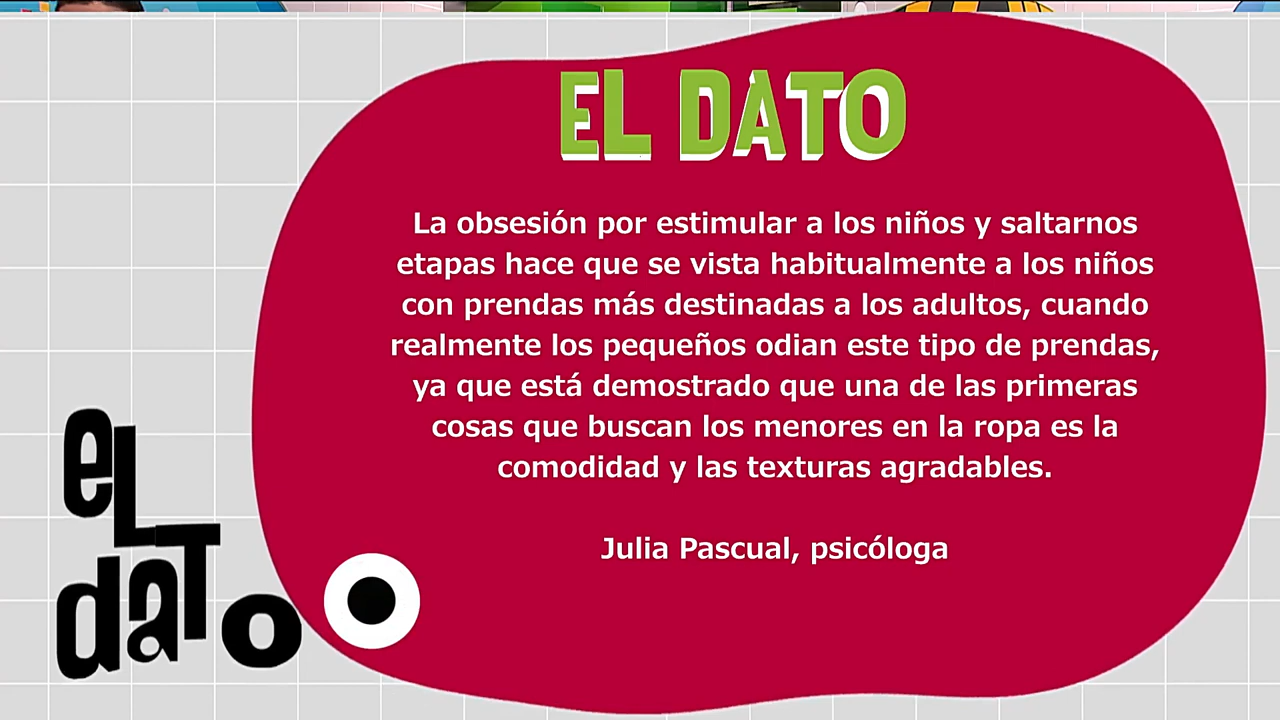 EL DATO
La obsesión por estimular a los niños y saltarnos
etapas hace que se vista habitualmente a los niños
con prendas más destinadas a los adultos, cuando
realmente los pequeños odian este tipo de prendas,
ya que está demostrado que una de las primeras
cosas que buscan los menores en la ropa es la
comodidad y las texturas agradables.
Julia Pascual, psicóloga
eL
daTo